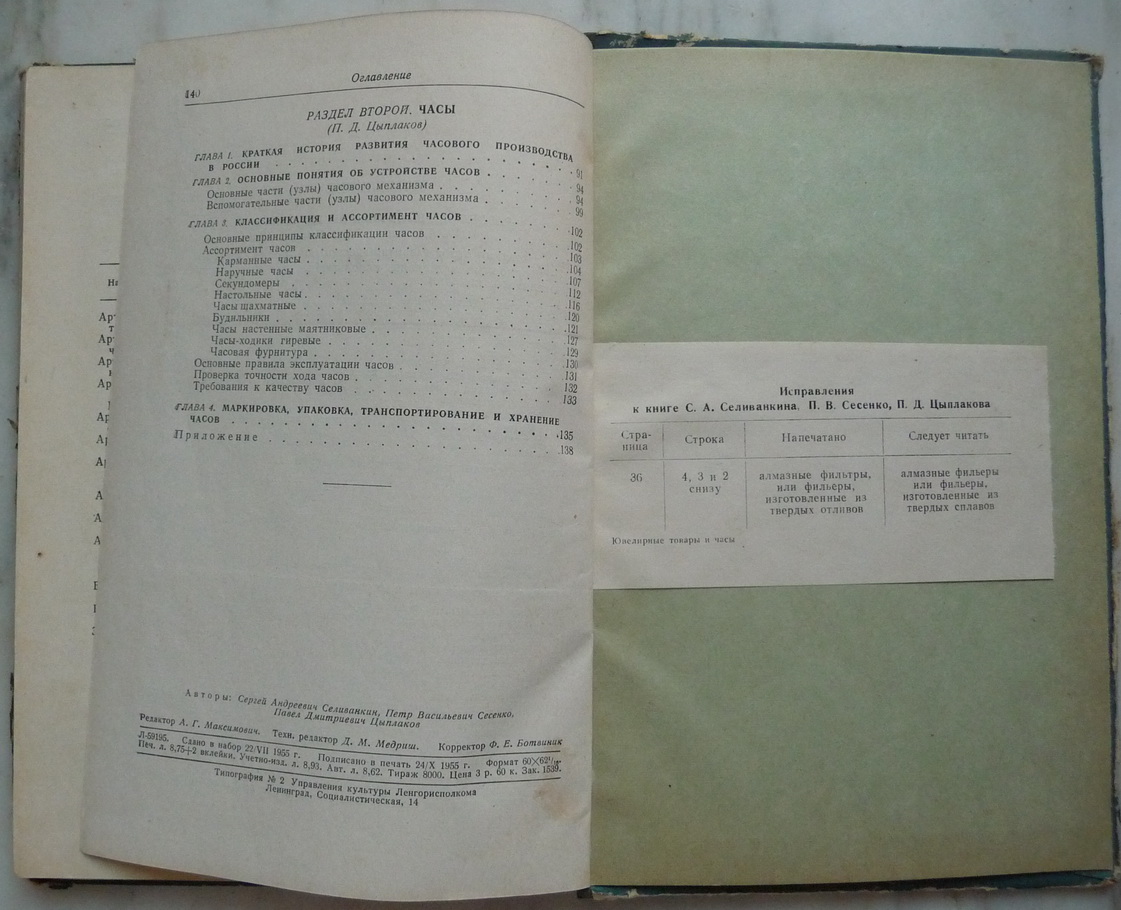 140
Оглавление
РАЗДЕЛ ВТОРОЙ. ЧАСЫ
(П. Д. Цыплаков)
ГЛАВА 1. КРАТКАЯ ИСТОРИЯ РАЗВИТИЯ ЧАСОВОГО ПРОИЗВОДСТВА
В РОССИИ . . . 91
ГЛАВА 2. ОСНОВНЫЕ ПОНЯТИЯ ОБ УСТРОЙСТВЕ ЧАСОВ . . . 94
Основные части (узлы) часового механизма . . . 94
Вспомогательные части (узлы) часового механизма . . . 99
ГЛАВА 3. КЛАССИФИКАЦИЯ И АССОРТИМЕНТ ЧАСОВ . . . 102
Основные принципы классификации часов . . . 102
Ассортимент часов . . . 103
Карманные часы . . . 104
Наручные часы . . . 107
Секундомеры . . . 112
Настольные часы . . . 116
Часы шахматные . . . 120
Будильники . . . 121
Часы настенные маятниковые . . . 127
Часы-ходики гиревые . . . 129
Часовая фурнитура . . . 130
Основные правила эксплуатации часов . . . 131
Проверка точности хода часов . . . 132
Требования к качеству часов . . . 133
ГЛАВА 4. МАРКИРОВКА, УПАКОВКА, ТРАНСПОРТИРОВАНИЕ И ХРАНЕНИЕ
ЧАСОВ . . . 135
Приложение . . . 138
Авторы: Сергей Андреевич Селиванкин, Петр Васильевич Сесенко,
Павел Дмитриевич Цыплаков
Редактор А. Г. Максимович. Техн. редактор Д. М. Медриш. Корректор Ф. Е. Ботвиник
Л-59195. Сдано в набор 22/VII 1955 г. Подписано в печать 24/X 1955 г. Формат
Печ. л. 8,75+2 вклейки. Учетно-изд. л. 8,93. Авт. л. 8,62. Тираж 8000. Цена 3 р. 60 к. Зак. 1539.
Типография № 2 Управления культуры Ленгорисполкома
Ленинград, Социалистическая, 14
Исправления
к книге С. А. Селиванкина, П. В. Сесенко, П. Д. Цыплакова
Стра-
ница
Строка
Напечатано
Следует читать
36
4, 3 и 2
снизу
алмазные фильтры,
или фильеры,
изготовленные из
твердых отливов
алмазные фильеры
или фильеры,
изготовленные из
твердых сплавов
Ювелирные товары и часы